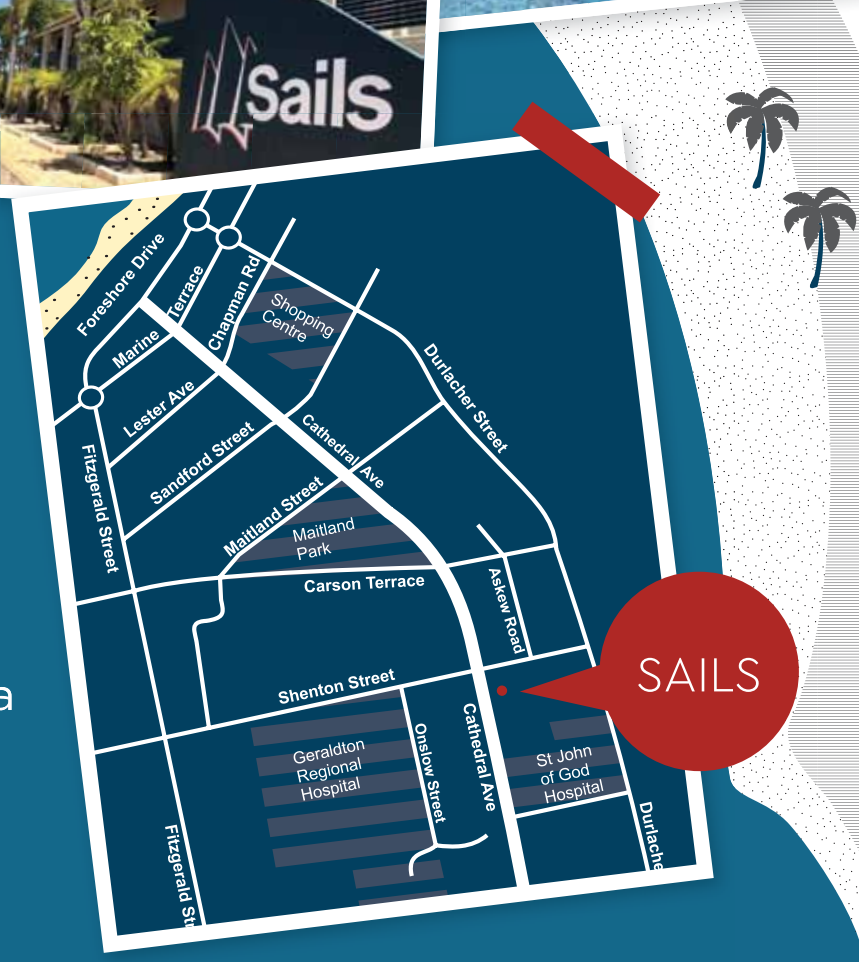 Sails
Foreshore Drive
Marine
Terrace
Chapman Rd
Shopping
Centre
Durlacher Street
Lester Ave
Sandford Street
Cathedral Ave
Fitzgerald Street
Maitland Street
Maitland
Park
Carson Terrace
Askew Road
SAILS
a
Shenton Street
Geraldton
Regional
Hospital
Onslow Street
Cathedral Ave
St John
of God
Hospital
Durlache
Fitzgerald Str